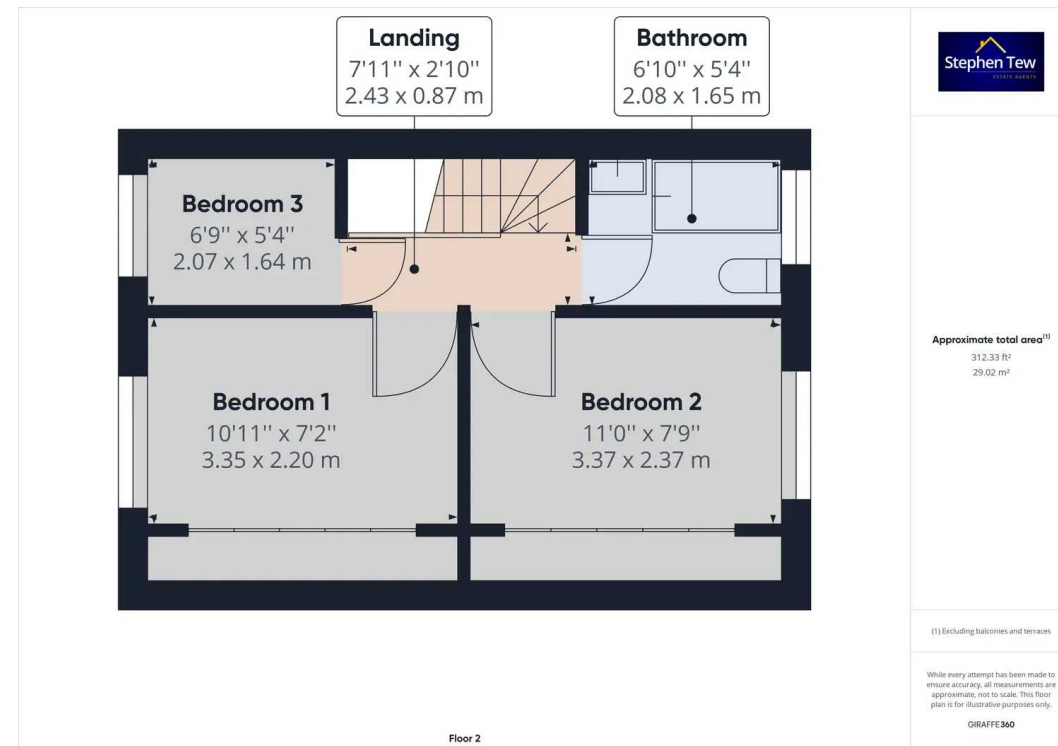 Landing
7'11'' x 2'10''
2.43 x 0.87 m
Bathroom
6'10'' x 5'4''
2.08 x 1.65 m
Bedroom 3
6'9'' x 5'4''
2.07 x 1.64 m
Bedroom 1
10'11'' x 7'2''
3.35 x 2.20 m
Bedroom 2
11'0'' x 7'9''
3.37 x 2.37 m
Floor 2
Stephen Tew
ESTATE AGENTS
Approximate total area(1)
312.33 ft²
29.02 m²
(1) Excluding balconies and terraces
While every attempt has been made to
ensure accuracy, all measurements are
approximate, not to scale. This floor
plan is for illustrative purposes only.
GIRAFFE360